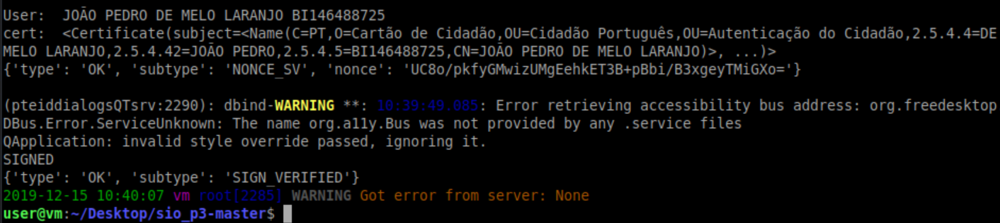 User:  JOÃO PEDRO DE MELO LARANJO BI146488725
cert:  <Certificate(subject=<Name(C=PT,O=Cartão de Cidadão,OU=Cidadão Português,OU=Autenticação do Cidadão,2.5.4.4=DE
MELO LARANJO,2.5.4.42=JOÃO PEDRO,2.5.4.5=BI146488725,CN=JOÃO PEDRO DE MELO LARANJO)>, ...)>
{'type': 'OK', 'subtype': 'NONCE_SV', 'nonce': 'UC8o/pkfyGMwizUMgEehkET3B+pBbi/B3xgeyTMiGXo='}
(pteiddialogsQTsrv:2290): dbind-WARNING **: 10:39:49.085: Error retrieving accessibility bus address: org.freedesktop
DBus.Error.ServiceUnknown: The name org.a11y.Bus was not provided by any .service files
QApplication: invalid style override passed, ignoring it.
SIGNED
{'type': 'OK', 'subtype': 'SIGN_VERIFIED'}
2019-12-15 10:40:07 vm root[2285] WARNING Got error from server: None
user@vm:~/Desktop/sio_p3-master$